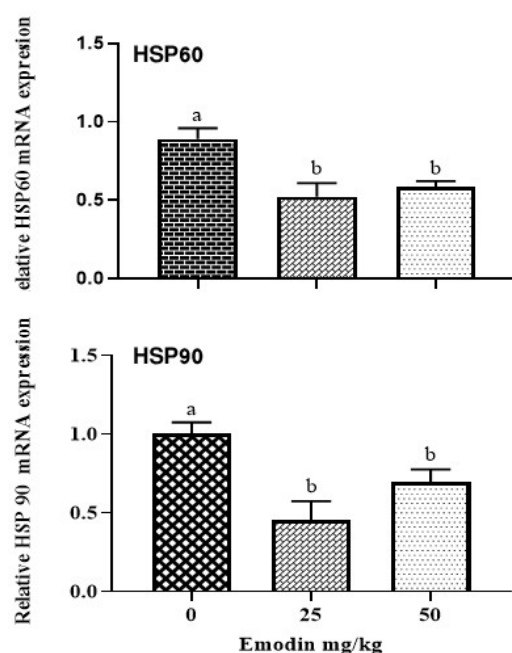 HSP60
elative HSP60 mRNA expresion
1.5
1.0
0.5
0.0
a
b
b
HSP90
Relative HSP 90 mRNA expression
1.5
1.0
0.5
0.0
a
b
b
0 25 50
Emodin mg/kg